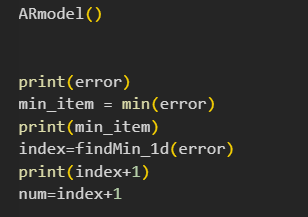 ARmodel()
print(error)
min_item = min(error)
print(min_item)
index=findMin_1d(error)
print(index+1)
num=index+1